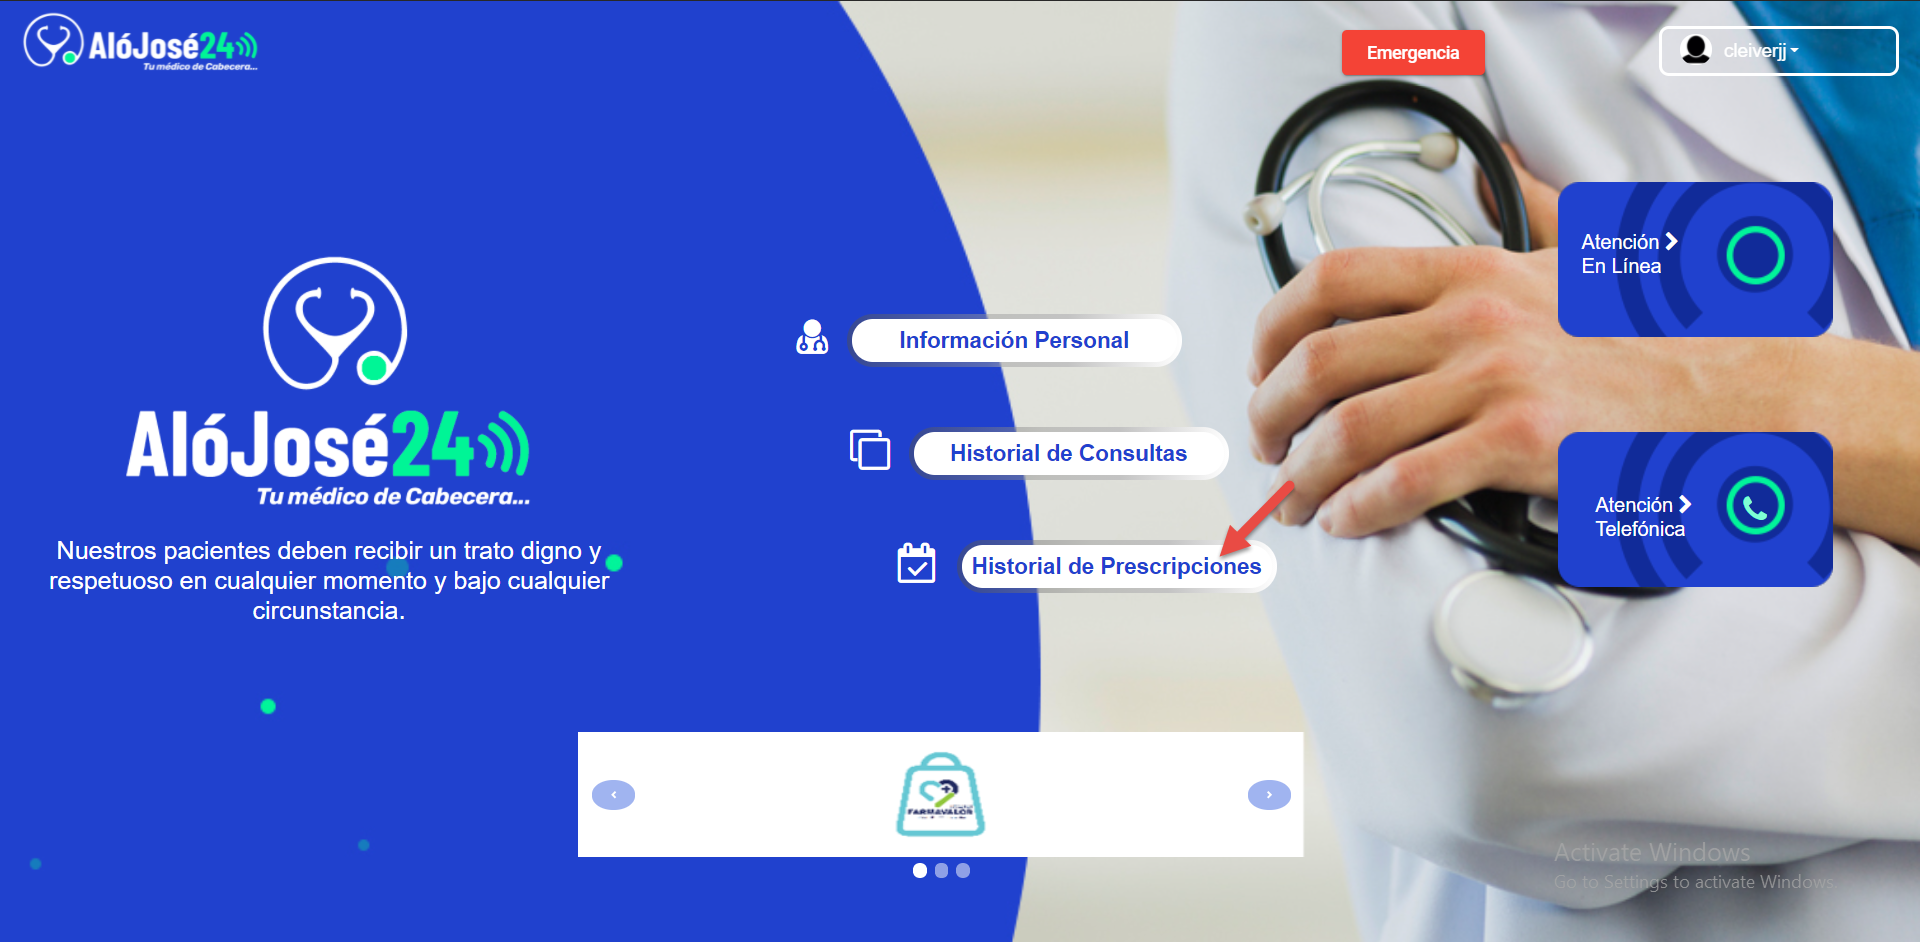 AlóJosé24
Tu médico de Cabecera...
Emergencia
cleiverjj
Atención
En Línea
Información Personal
AlóJosé24
Tu médico de Cabecera...
Historial de Consultas
Atención
Telefónica
Historial de Prescripciones
Nuestros pacientes deben recibir un trato digno y
respetuoso en cualquier momento y bajo cualquier
circunstancia.
FARMAVALOR
Activate Windows
Go to Settings to activate Windows.